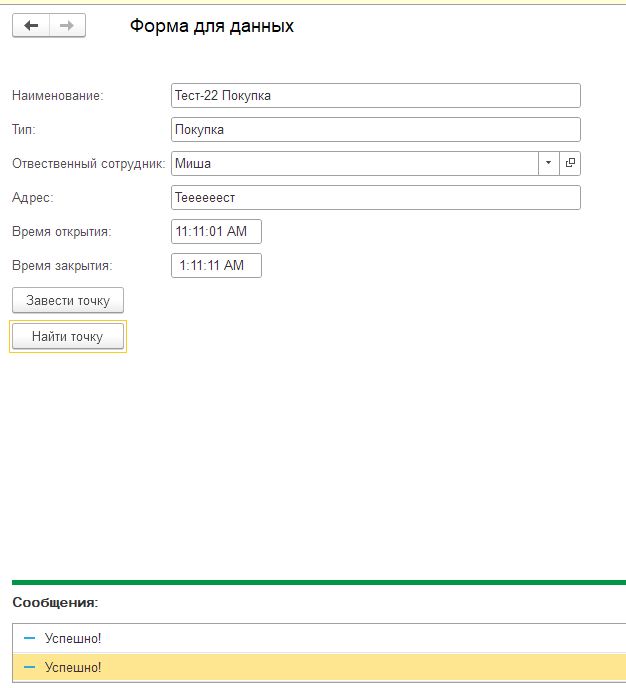 Форма для данных
Наименование: Тест-22 Покупка
Тип: Покупка
Отвественный сотрудник: Миша
Адрес: Теееееест
Время открытия: 11:11:01 AM
Время закрытия: 1:11:11 AM
Завести точку
Найти точку
Сообщения:
Успешно!
Успешно!